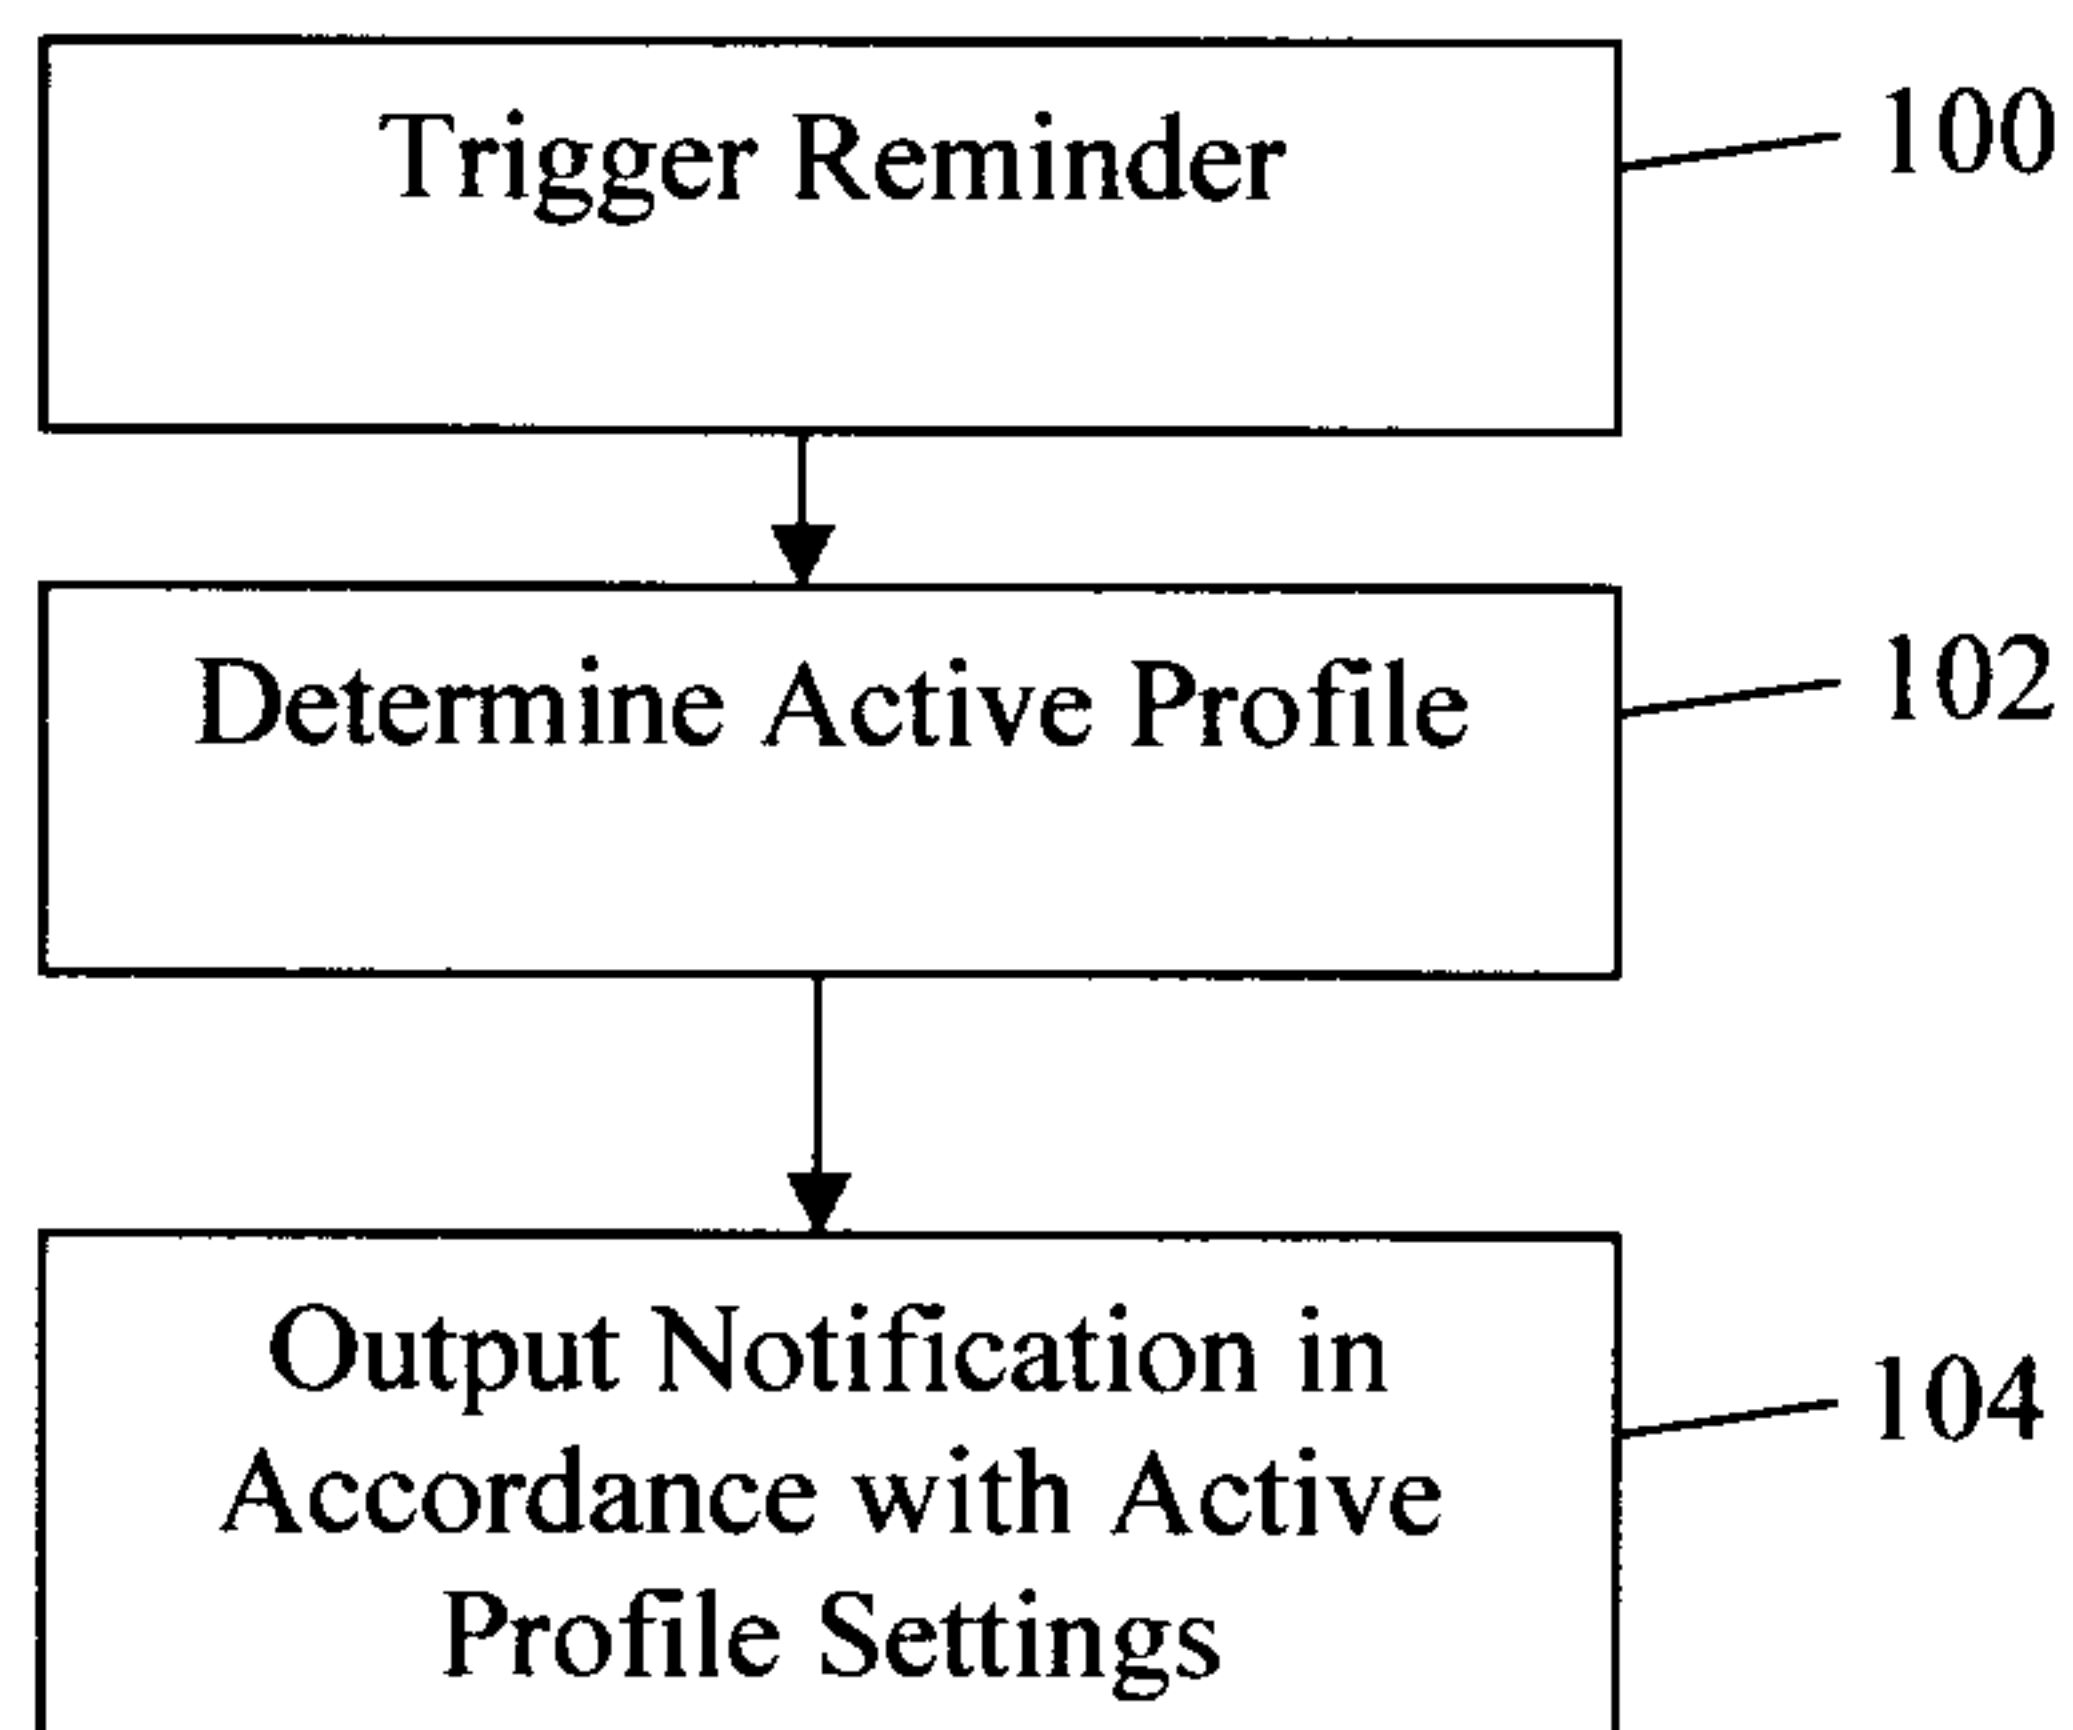 Trigger Reminder
100
Determine Active Profile
102
Output Notification in
Accordance with Active
Profile Settings
104